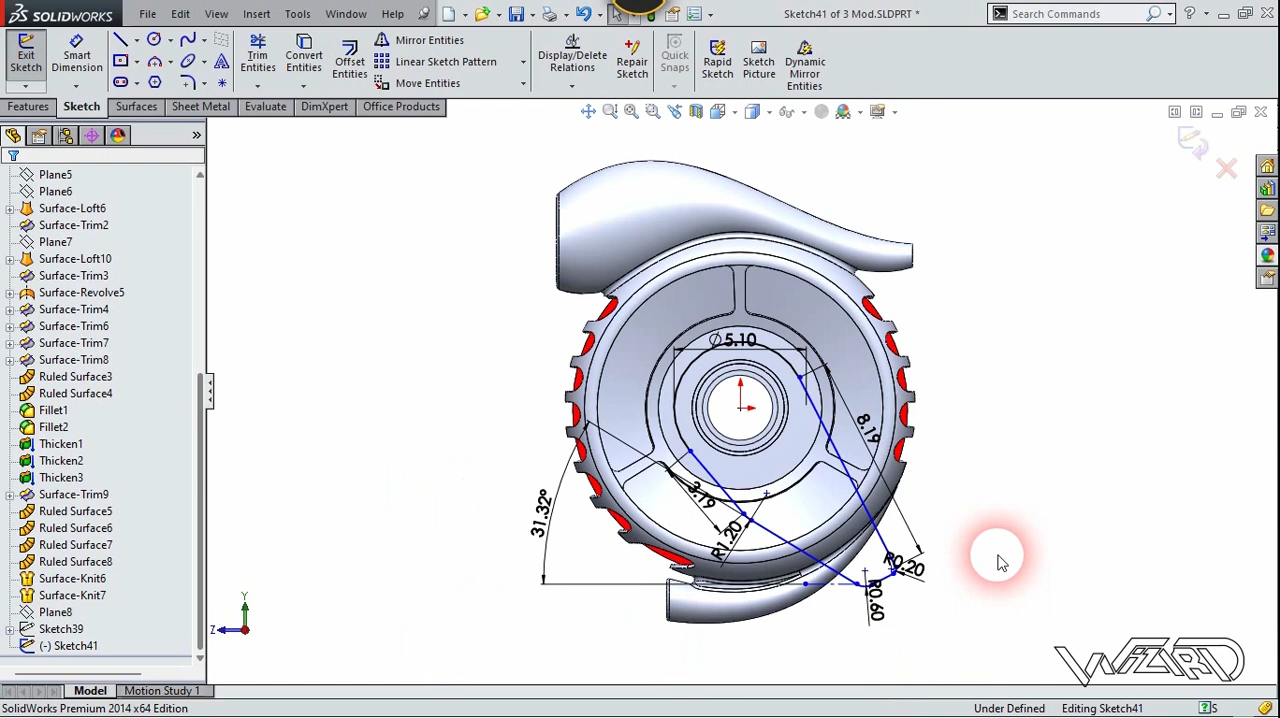 SOLIDWORKS File Edit View Insert Tools Window Help Sketch41 of 3 Mod.SLDPRT * Search Commands
Exit Sketch
Smart Dimension
Trim Entities
Convert Entities
Offset Entities
Mirror Entities
Linear Sketch Pattern
Move Entities
Display/Delete Relations
Repair Sketch
Quick Snaps
Rapid Sketch
Sketch Picture
Dynamic Mirror Entities
Features Sketch Surfaces Sheet Metal Evaluate DimXpert Office Products
Plane5
Plane6
Surface-Loft6
Surface-Trim2
Plane7
Surface-Loft10
Surface-Trim3
Surface-Revolve5
Surface-Trim4
Surface-Trim6
Surface-Trim7
Surface-Trim8
Ruled Surface3
Ruled Surface4
Fillet1
Fillet2
Thicken1
Thicken2
Thicken3
Surface-Trim9
Ruled Surface5
Ruled Surface6
Ruled Surface7
Ruled Surface8
Surface-Knit6
Surface-Knit7
Plane8
Sketch39
(-) Sketch41
Ø5.10
8.19
3.19
31.32°
R1.20
R0.20
R0.60
Y
Z
WiZARD
Model Motion Study 1
SolidWorks Premium 2014 x64 Edition Under Defined Editing Sketch41 ?S